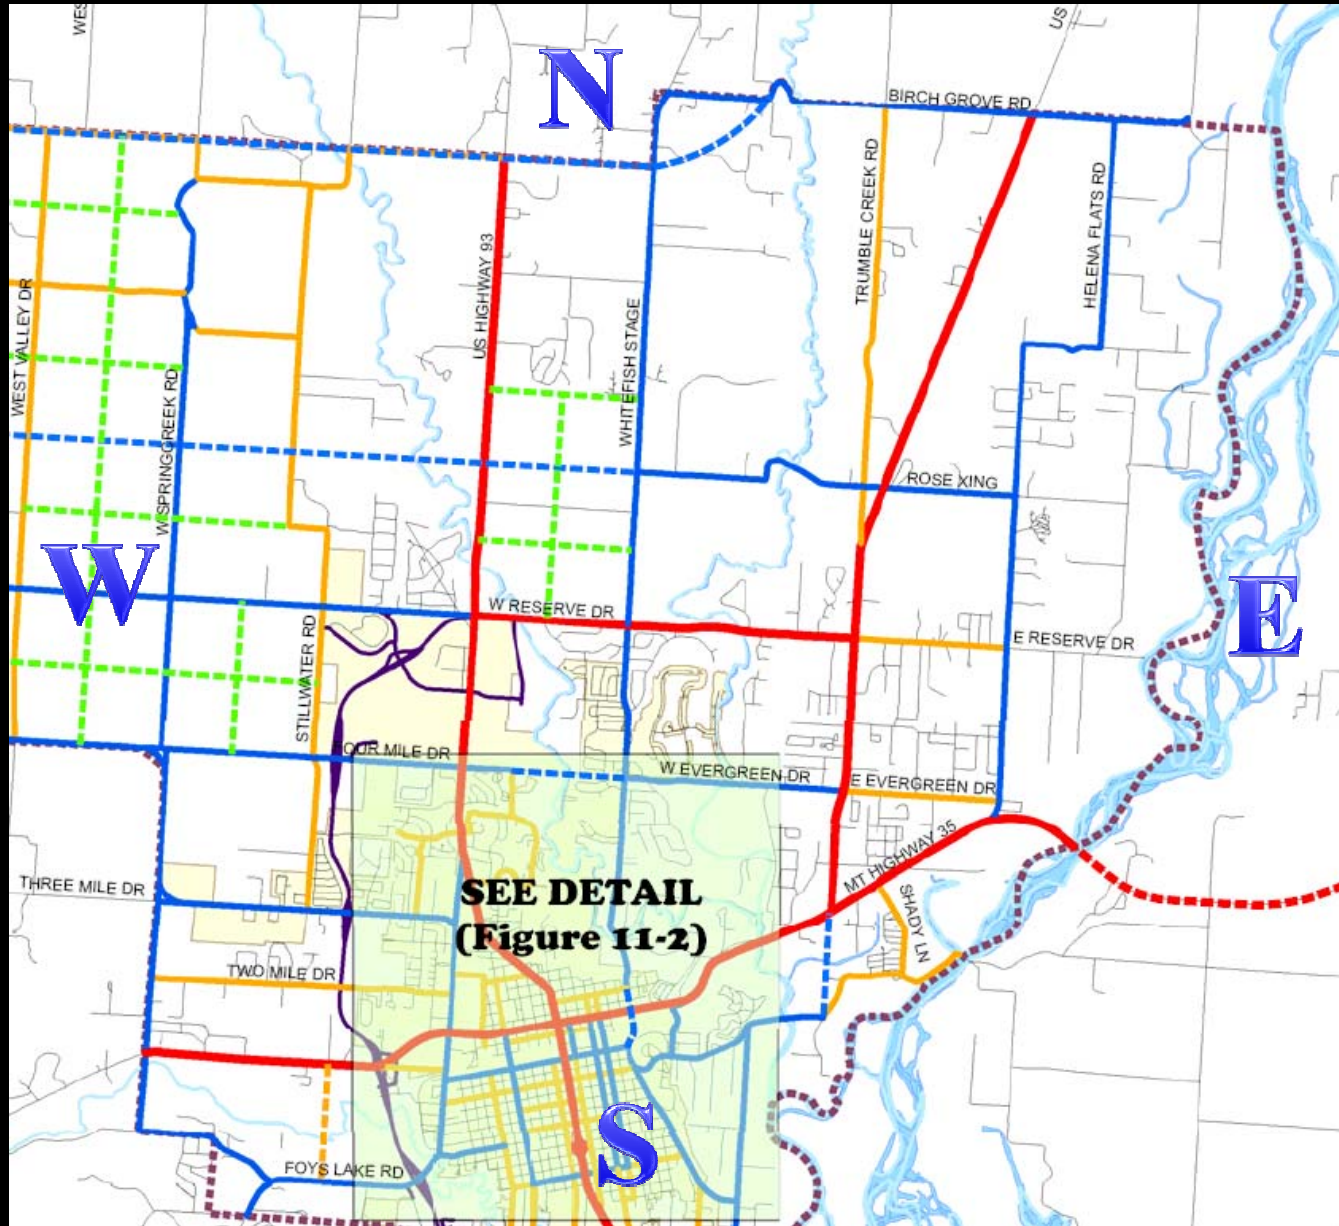 WES
US
N
BIRCH GROVE RD
TRUMBLE CREEK RD
HELENA FLATS RD
US HIGHWAY 93
WHITEFISH STAGE
WEST VALLEY DR
W SPRINGCREEK RD
ROSE XING
W
E
W RESERVE DR
E RESERVE DR
STILLWATER RD
FOUR MILE DR
W EVERGREEN DR
E EVERGREEN DR
MT HIGHWAY 35
THREE MILE DR
SEE DETAIL
(Figure 11-2)
SHADY LN
TWO MILE DR
S
FOYS LAKE RD